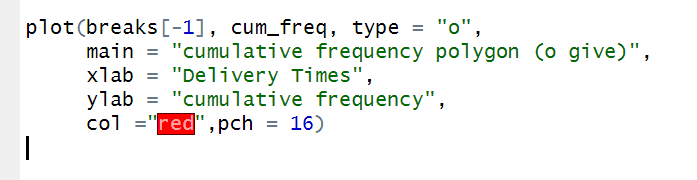 plot(breaks[-1], cum_freq, type = "o",
main = "cumulative frequency polygon (o give)",
xlab = "Delivery Times",
ylab = "cumulative frequency",
col ="red",pch = 16)